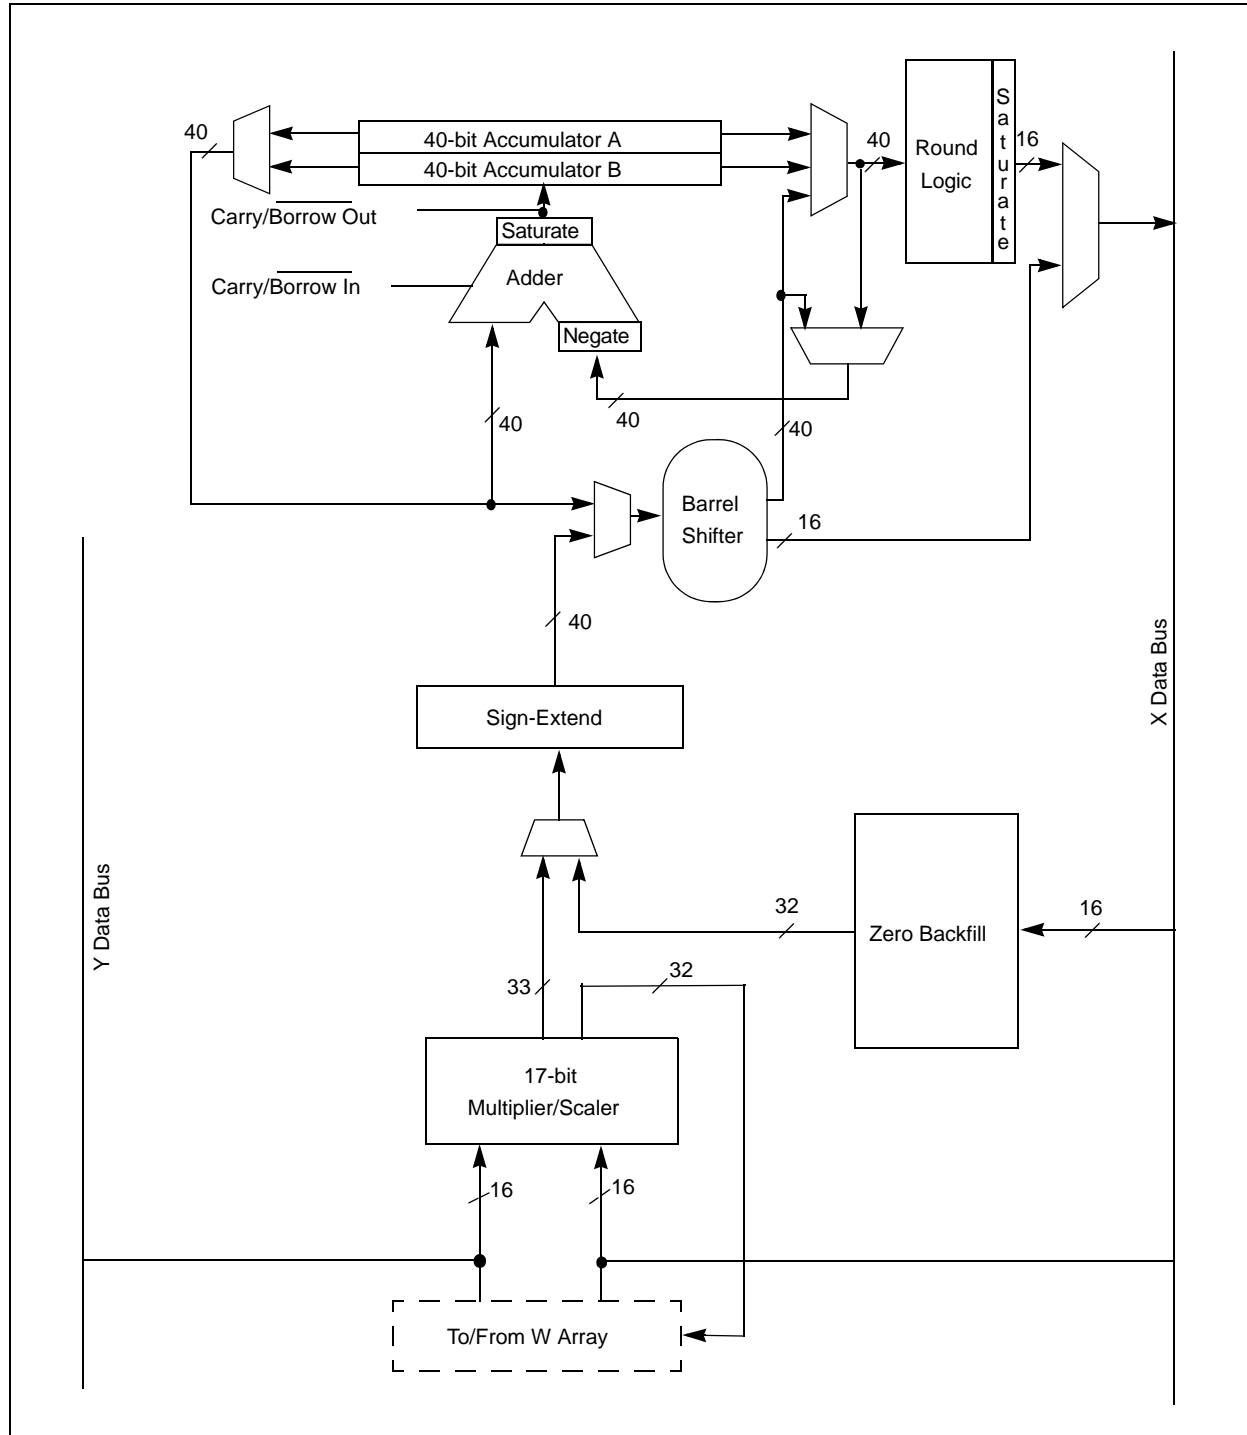 40
40-bit Accumulator A
40-bit Accumulator B
40
Round
Logic
Saturate
16
Carry/Borrow Out
Saturate
Carry/Borrow In
Adder
Negate
40
40
40
Barrel
Shifter
16
40
X Data Bus
Sign-Extend
Y Data Bus
32
Zero Backfill
16
33
32
17-bit
Multiplier/Scaler
16
16
To/From W Array